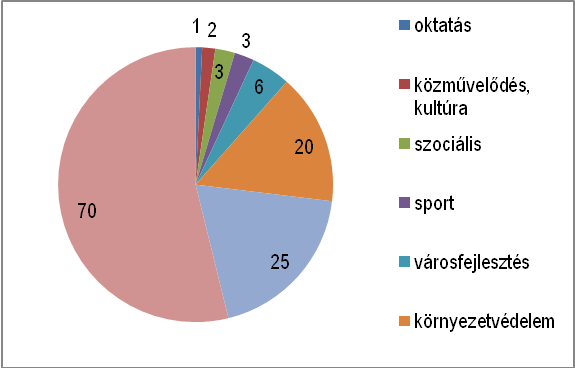 1
2
3
3
6
20
25
70
oktatás
közművelődés,
kultúra
szociális
sport
városfejlesztés
környezetvédelem